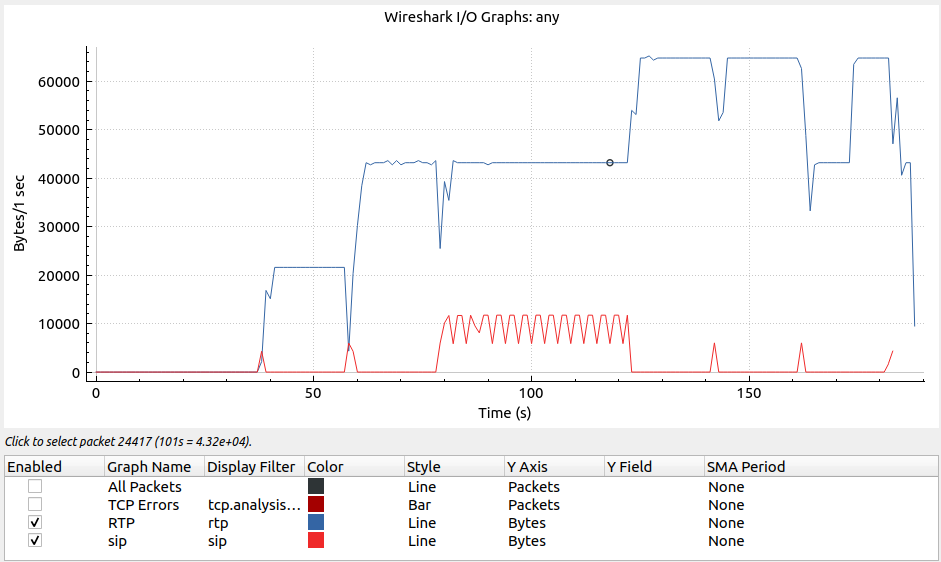 Wireshark I/O Graphs: any
60000
50000
40000
30000
20000
10000
0
Bytes/1 sec
0 50 100 150
Time (s)
Click to select packet 24417 (101s = 4.32e+04).
Enabled Graph Name Display Filter Color Style Y Axis Y Field SMA Period
All Packets Line Packets None
TCP Errors tcp.analysis... Bar Packets None
RTP rtp Line Bytes None
sip sip Line Bytes None